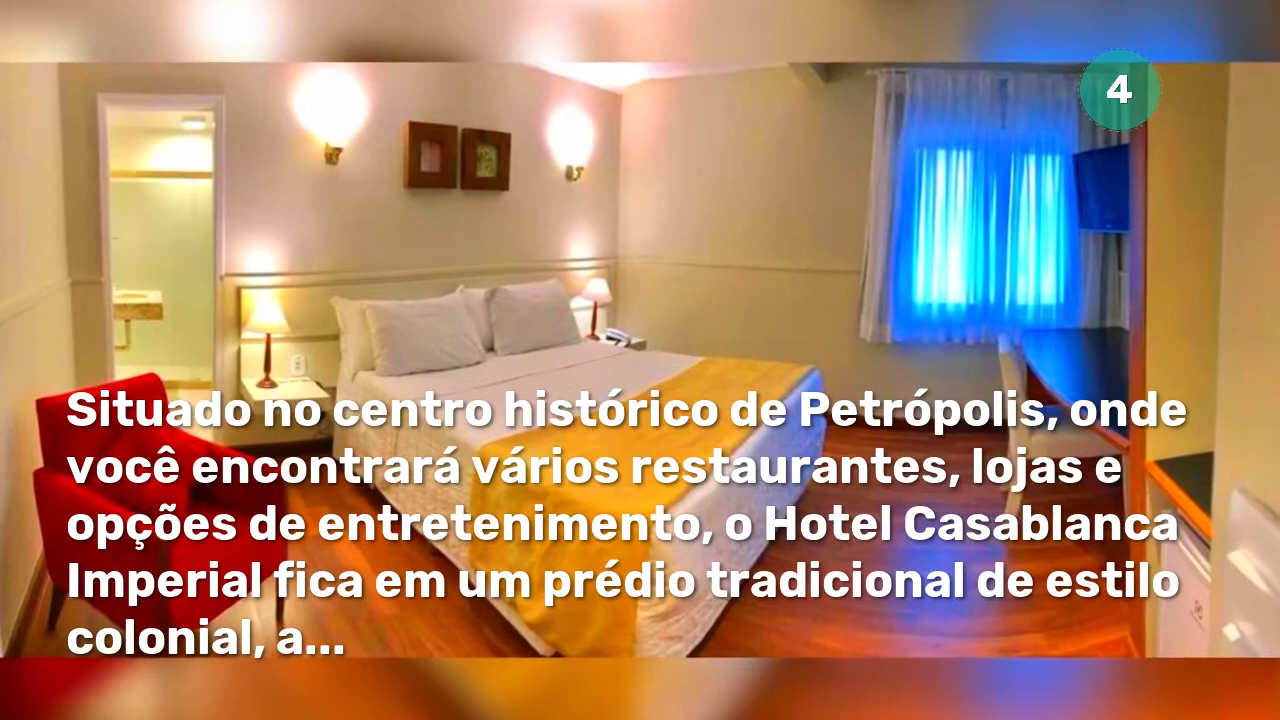 4
Situado no centro histórico de Petrópolis, onde
você encontrará vários restaurantes, lojas e
opções de entretenimento, o Hotel Casablanca
Imperial fica em um prédio tradicional de estilo
colonial, a...